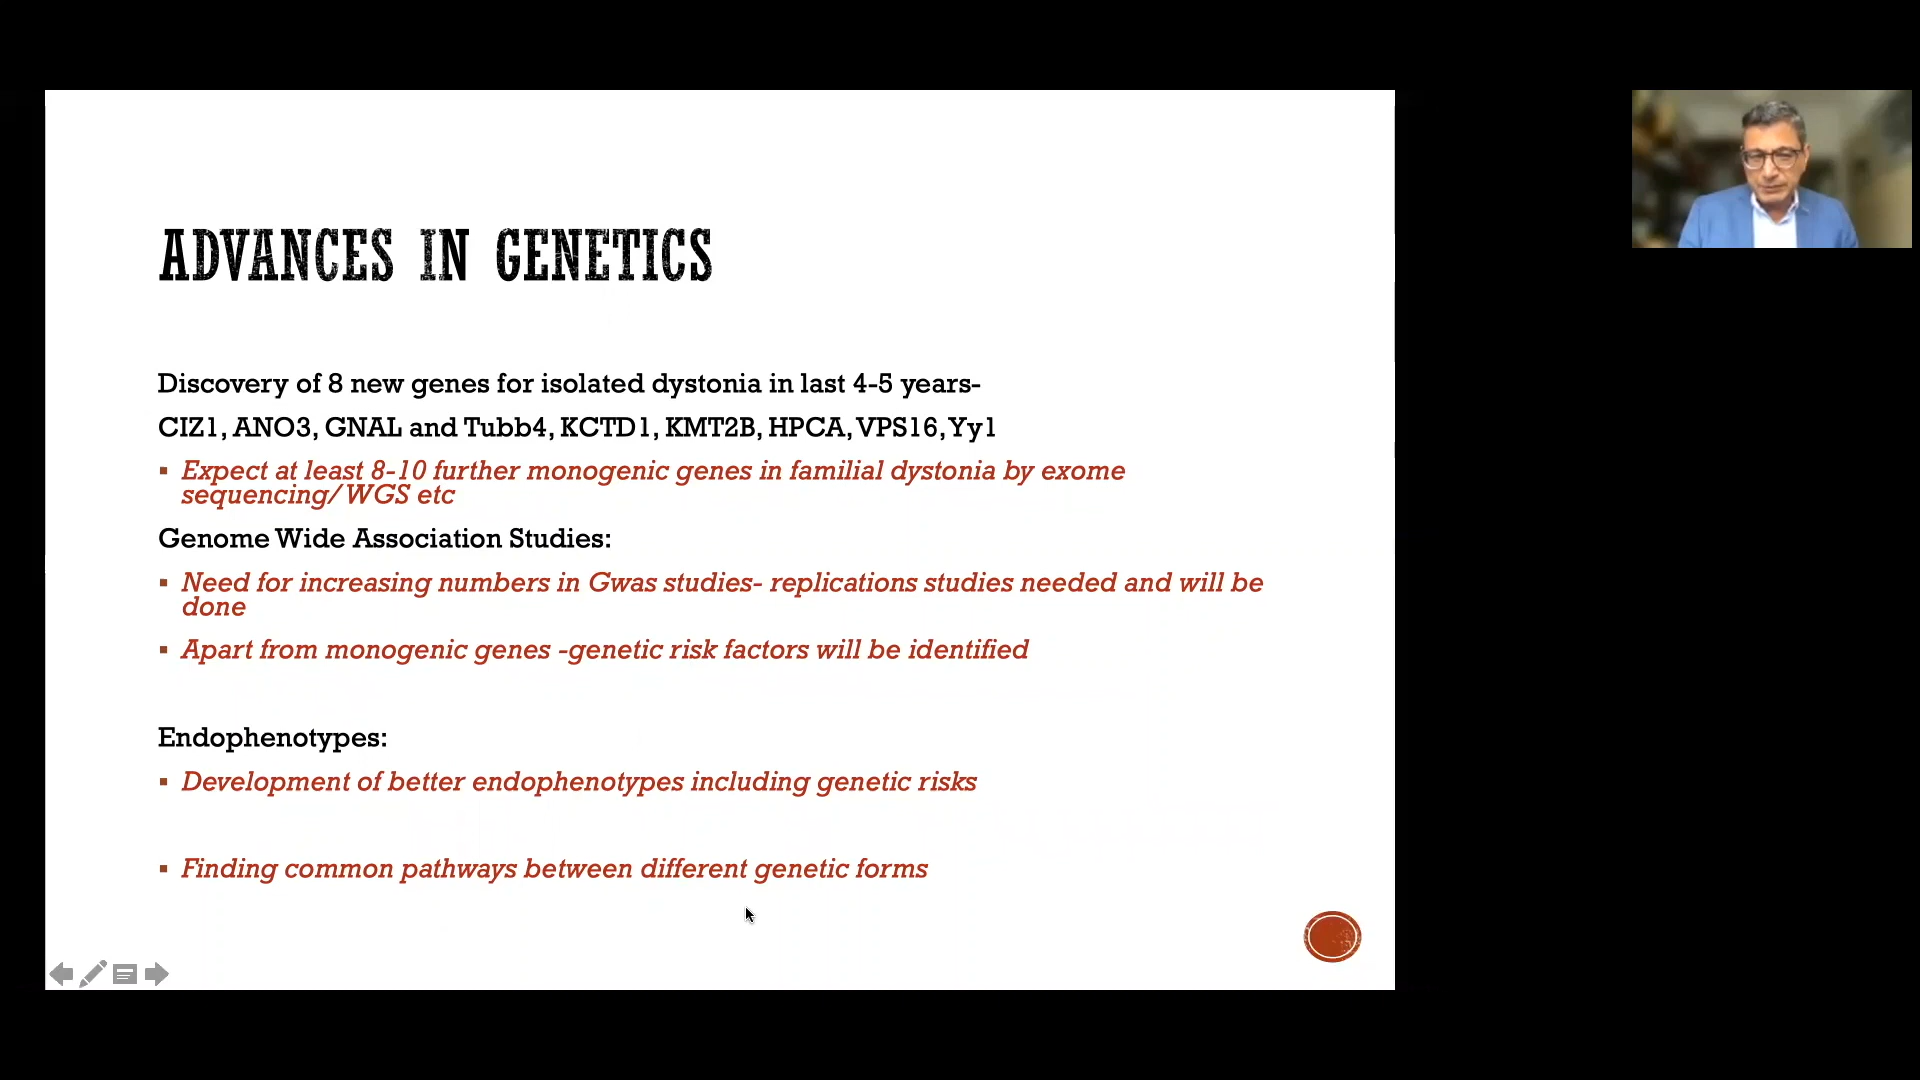 ADVANCES IN GENETICS
Discovery of 8 new genes for isolated dystonia in last 4-5 years-
CIZ1, ANO3, GNAL and Tubb4, KCTD1, KMT2B, HPCA, VPS16, Yy1
▪ Expect at least 8-10 further monogenic genes in familial dystonia by exome
sequencing/ WGS etc
Genome Wide Association Studies:
▪ Need for increasing numbers in Gwas studies- replications studies needed and will be
done
▪ Apart from monogenic genes -genetic risk factors will be identified
Endophenotypes:
▪ Development of better endophenotypes including genetic risks
▪ Finding common pathways between different genetic forms